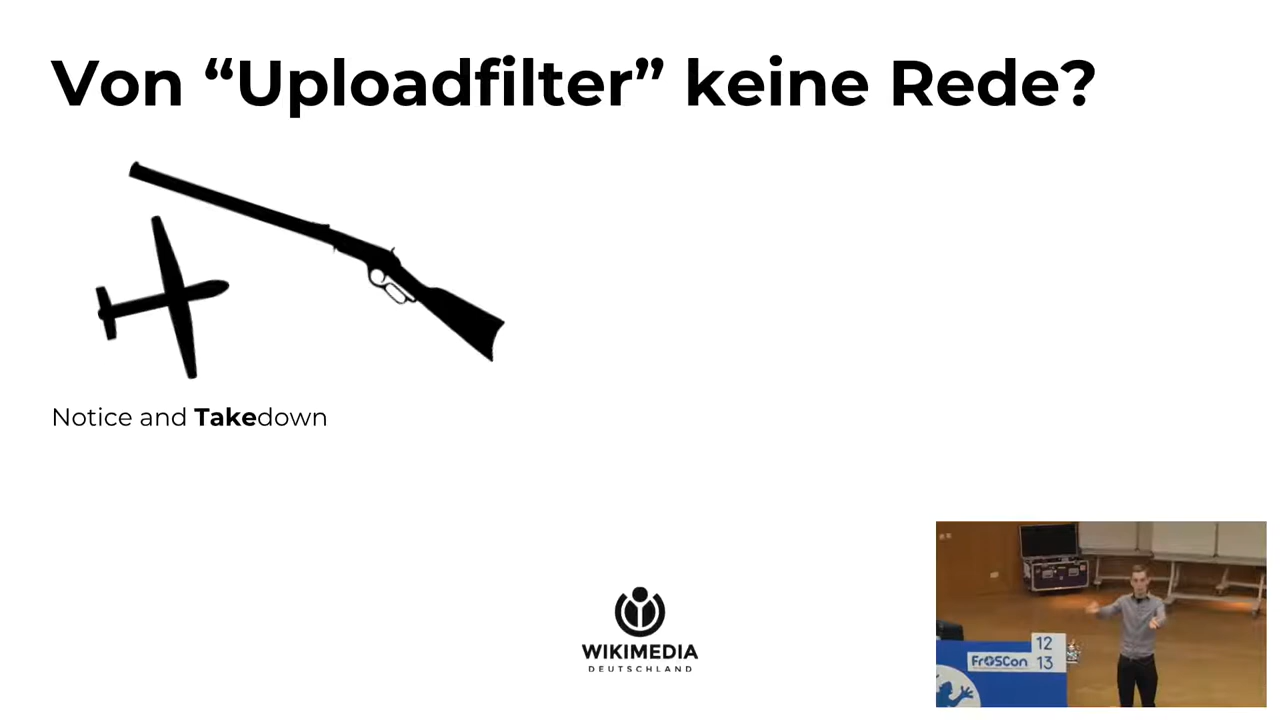 Von “Uploadfilter” keine Rede?
Notice and Takedown
WIKIMEDIA
DEUTSCHLAND
12
FrOSCon 13